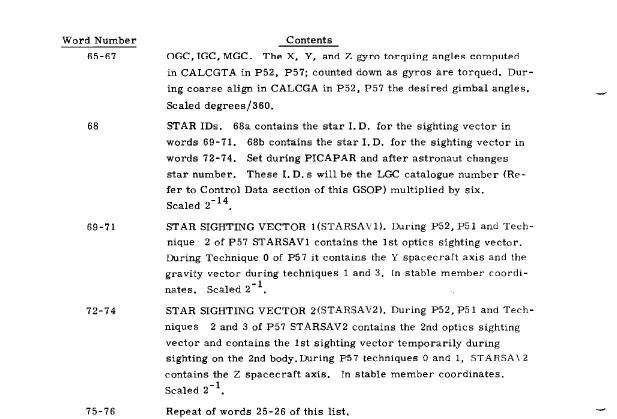 Word Number Contents
65-67 OGC, IGC, MGC. The X, Y, and Z gyro torquing angles computed
in CALCGTA in P52, P57; counted down as gyros are torqued. Dur-
ing coarse align in CALCGA in P52, P57 the desired gimbal angles.
Scaled degrees/360.
68 STAR IDs. 68a contains the star I. D. for the sighting vector in
words 69-71. 68b contains the star I. D. for the sighting vector in
words 72-74. Set during PICAPAR and after astronaut changes
star number. These I. D. s will be the LGC catalogue number (Re-
fer to Control Data section of this GSOP) multiplied by six.
Scaled 2^-14.
69-71 STAR SIGHTING VECTOR 1(STARSAV1). During P52, P51 and Tech-
nique 2 of P57 STARSAV1 contains the 1st optics sighting vector.
During Technique 0 of P57 it contains the Y spacecraft axis and the
gravity vector during techniques 1 and 3. In stable member coordi-
nates. Scaled 2^-1.
72-74 STAR SIGHTING VECTOR 2(STARSAV2). During P52, P51 and Tech-
niques 2 and 3 of P57 STARSAV2 contains the 2nd optics sighting
vector and contains the 1st sighting vector temporarily during
sighting on the 2nd body. During P57 techniques 0 and 1, STARSAV2
contains the Z spacecraft axis. In stable member coordinates.
Scaled 2^-1.
75-76 Repeat of words 25-26 of this list.